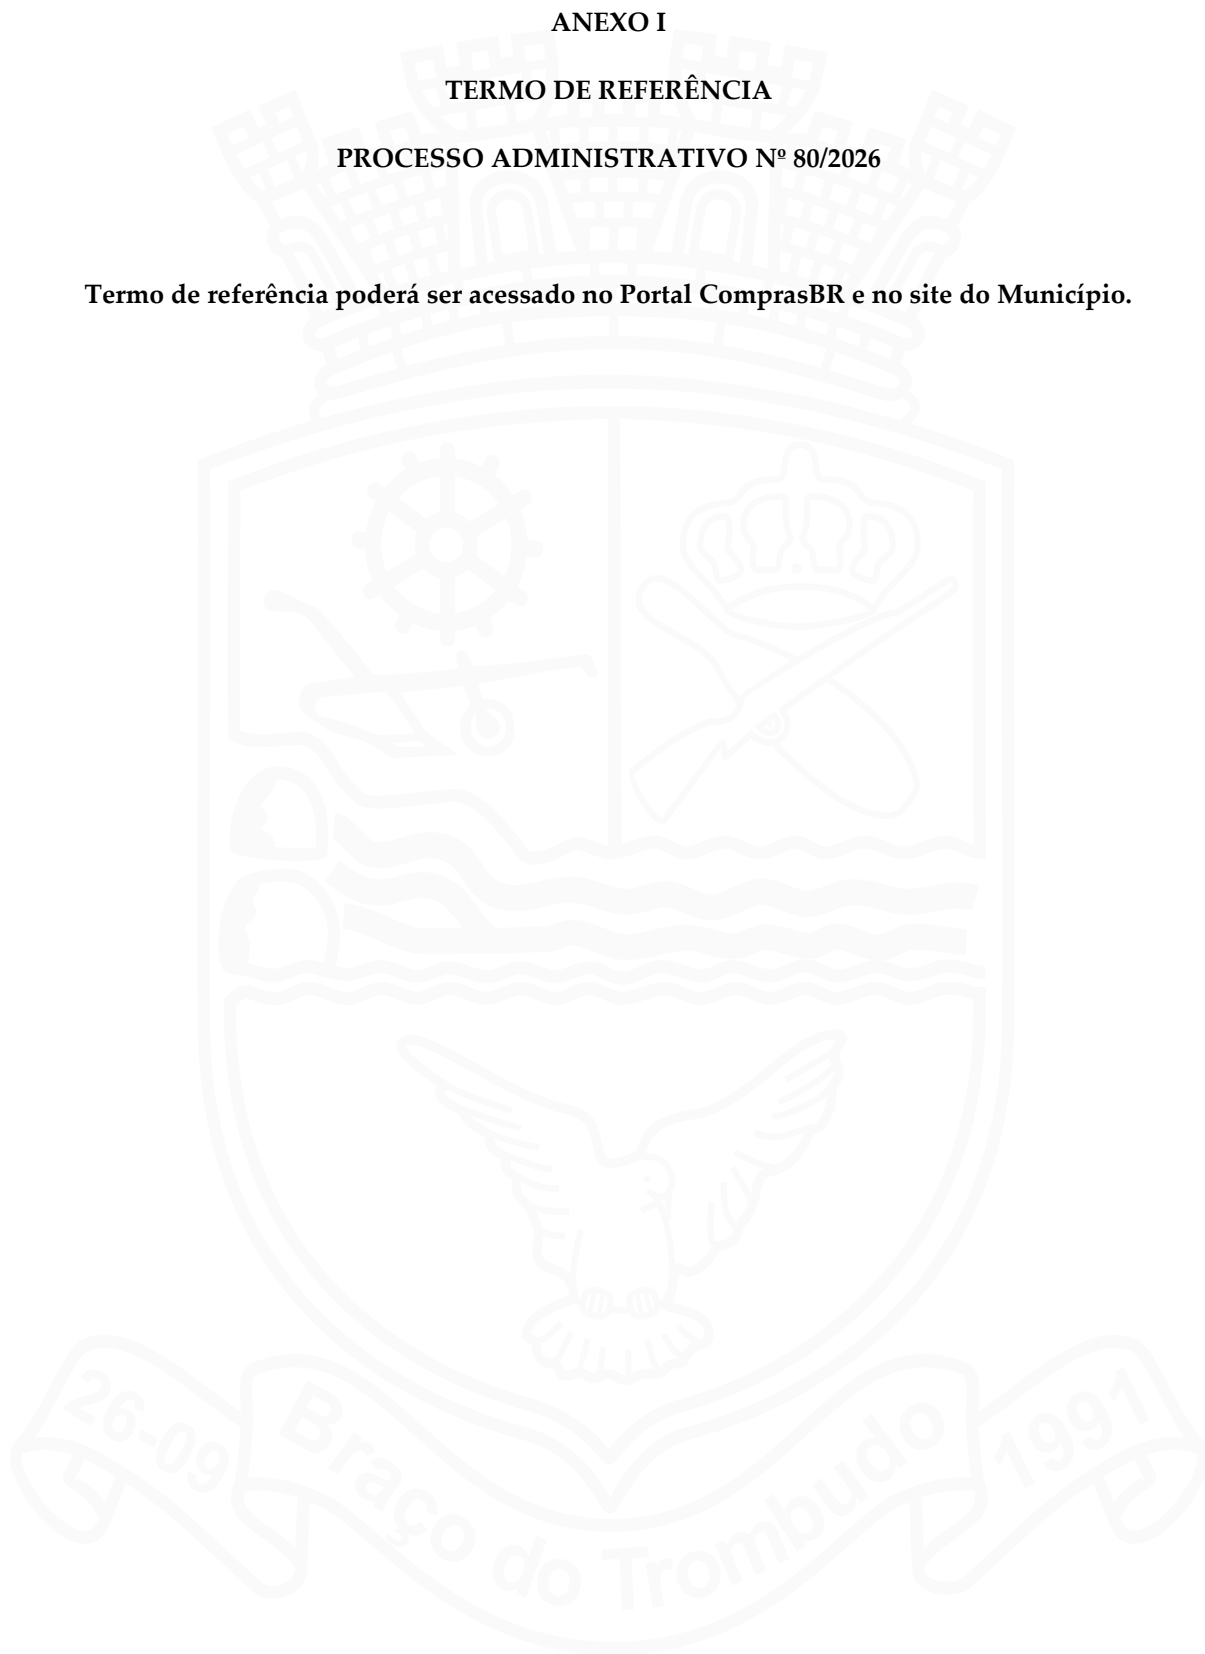 ANEXO I
TERMO DE REFERÊNCIA
PROCESSO ADMINISTRATIVO Nº 80/2026
Termo de referência poderá ser acessado no Portal ComprasBR e no site do Município.
26-09 Braço do Trombudo 1991